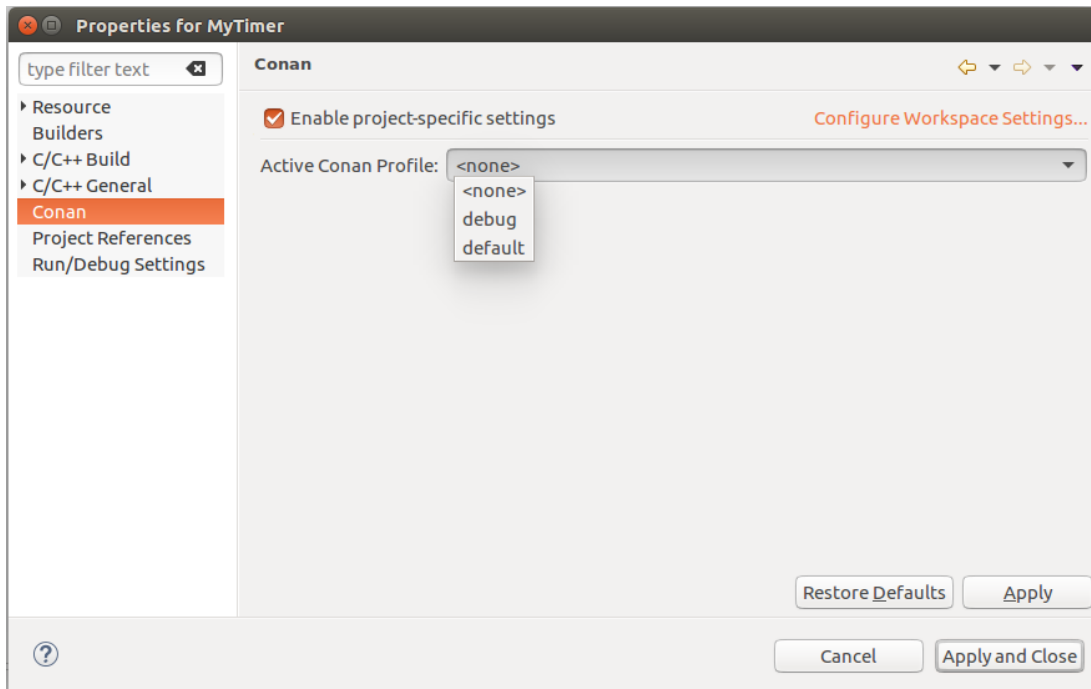 Properties for MyTimer
type filter text
Resource
Builders
C/C++ Build
C/C++ General
Conan
Project References
Run/Debug Settings
Conan
Enable project-specific settings
Configure Workspace Settings...
Active Conan Profile: <none>
<none>
debug
default
Restore Defaults
Apply
Cancel
Apply and Close